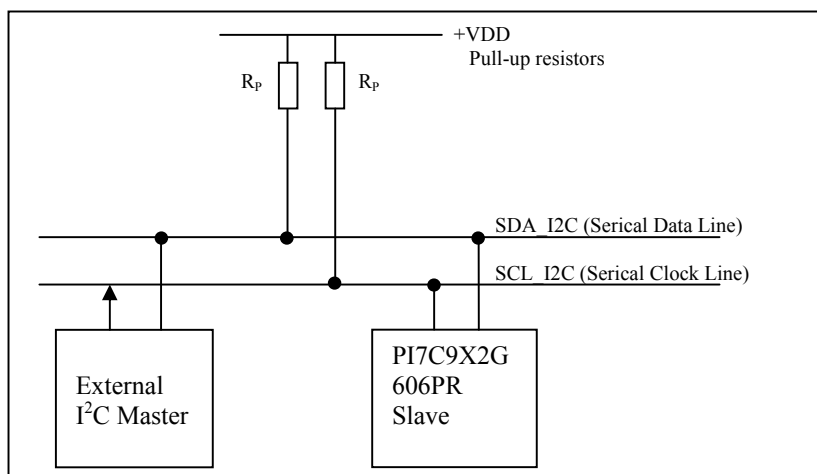 +VDD
Pull-up resistors
R_P
R_P
SDA_I2C (Serical Data Line)
SCL_I2C (Serical Clock Line)
External
I²C Master
PI7C9X2G
606PR
Slave